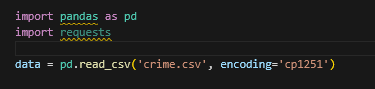 import pandas as pd
import requests
data = pd.read_csv('crime.csv', encoding='cp1251')